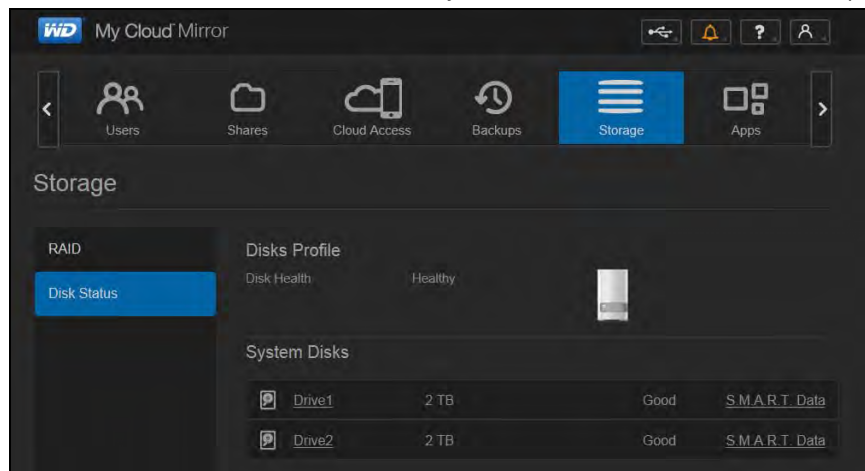 WD My Cloud Mirror ?
Users Shares Cloud Access Backups Storage Apps
Storage
RAID
Disk Status
Disks Profile
Disk Health Healthy
System Disks
Drive1 2 TB Good S.M.A.R.T. Data
Drive2 2 TB Good S.M.A.R.T. Data